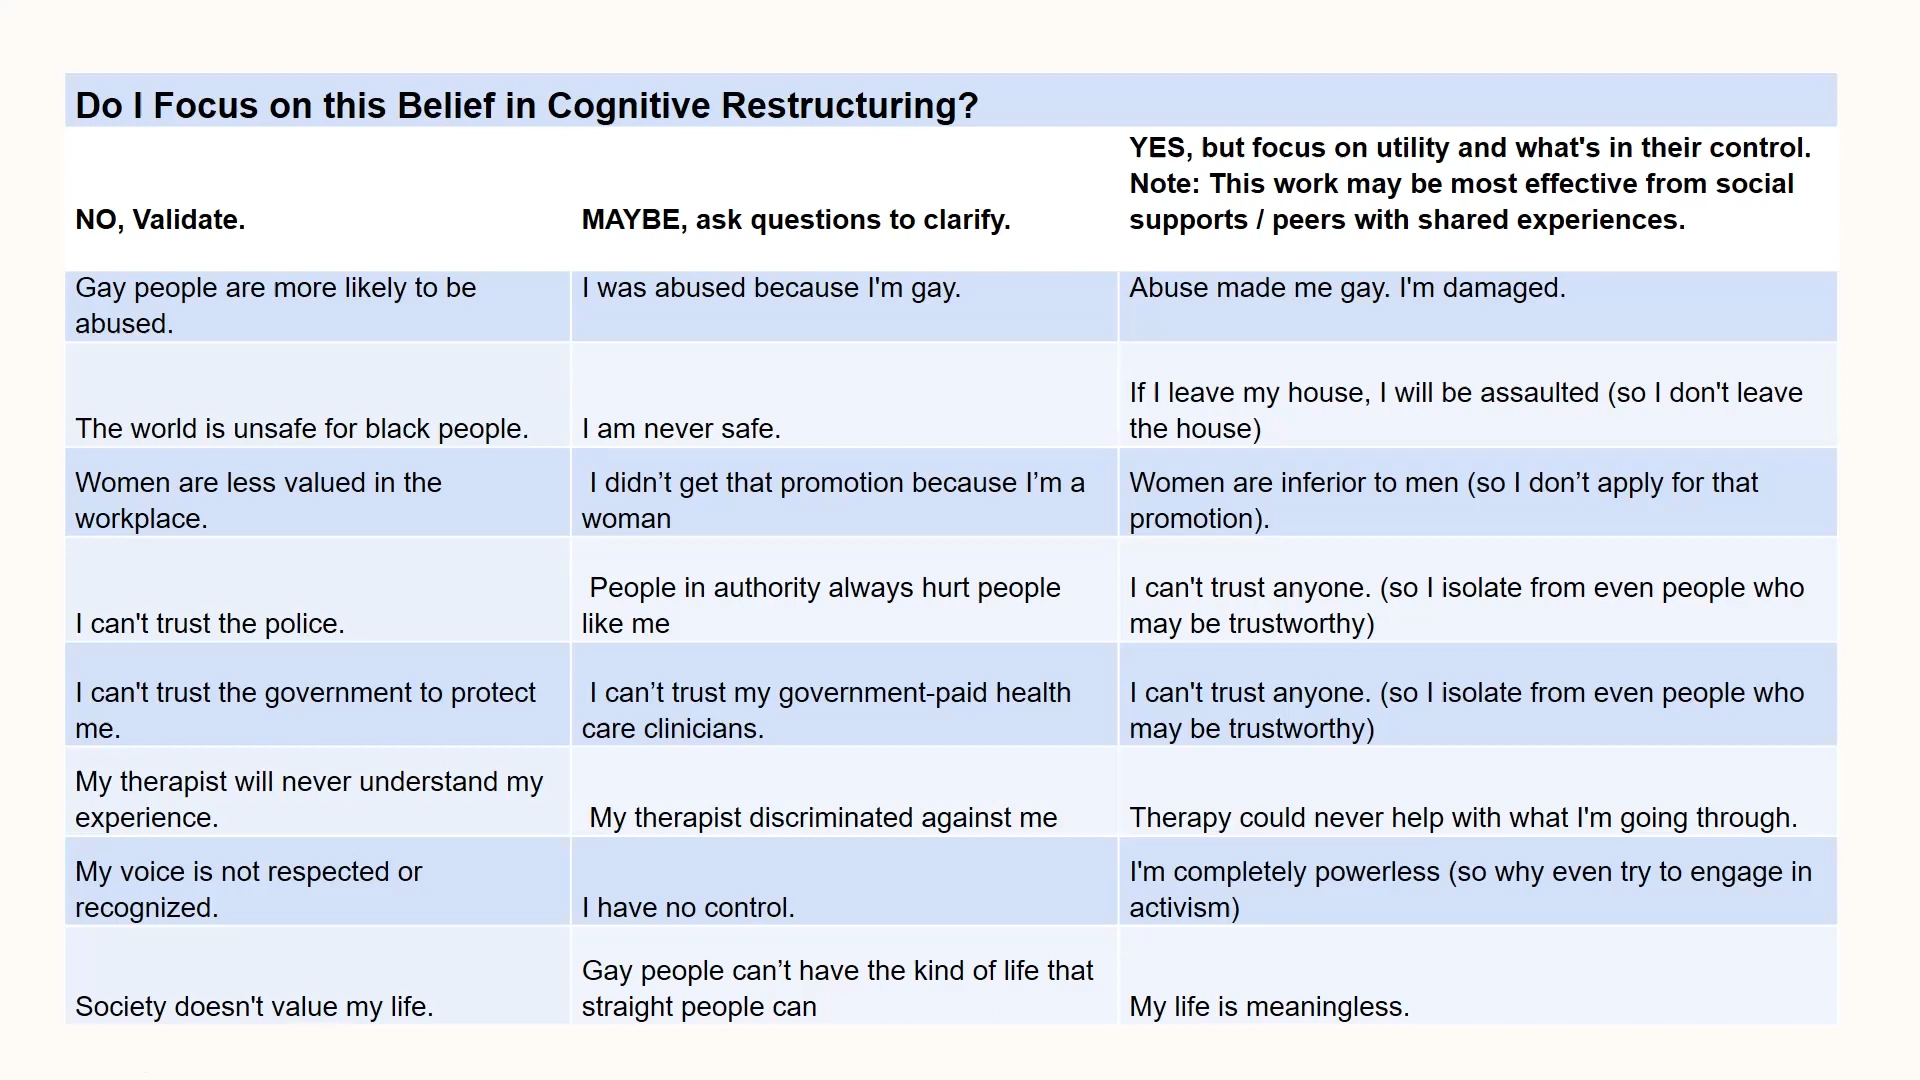 Do I Focus on this Belief in Cognitive Restructuring?
NO, Validate.
MAYBE, ask questions to clarify.
YES, but focus on utility and what's in their control.
Note: This work may be most effective from social
supports / peers with shared experiences.
Gay people are more likely to be
abused.
I was abused because I'm gay.
Abuse made me gay. I'm damaged.
The world is unsafe for black people.
I am never safe.
If I leave my house, I will be assaulted (so I don't leave
the house)
Women are less valued in the
workplace.
I didn’t get that promotion because I’m a
woman
Women are inferior to men (so I don’t apply for that
promotion).
I can't trust the police.
People in authority always hurt people
like me
I can't trust anyone. (so I isolate from even people who
may be trustworthy)
I can't trust the government to protect
me.
I can’t trust my government-paid health
care clinicians.
I can't trust anyone. (so I isolate from even people who
may be trustworthy)
My therapist will never understand my
experience.
My therapist discriminated against me
Therapy could never help with what I'm going through.
My voice is not respected or
recognized.
I have no control.
I'm completely powerless (so why even try to engage in
activism)
Society doesn't value my life.
Gay people can’t have the kind of life that
straight people can
My life is meaningless.